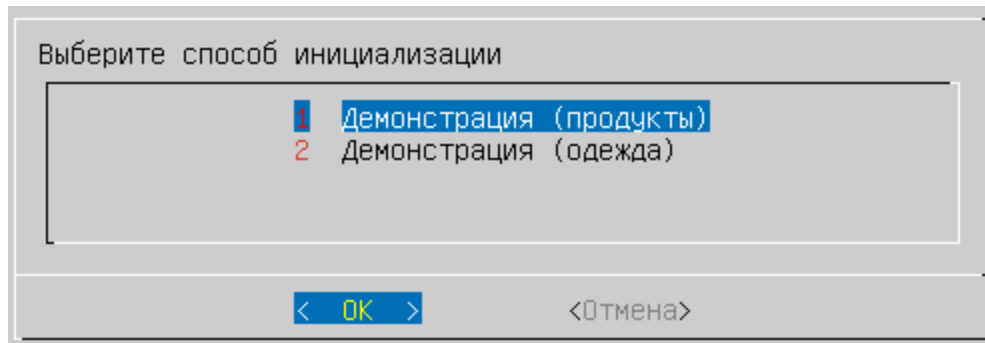 Выберите способ инициализации
1 Демонстрация (продукты)
2 Демонстрация (одежда)
< OK > <Отмена>